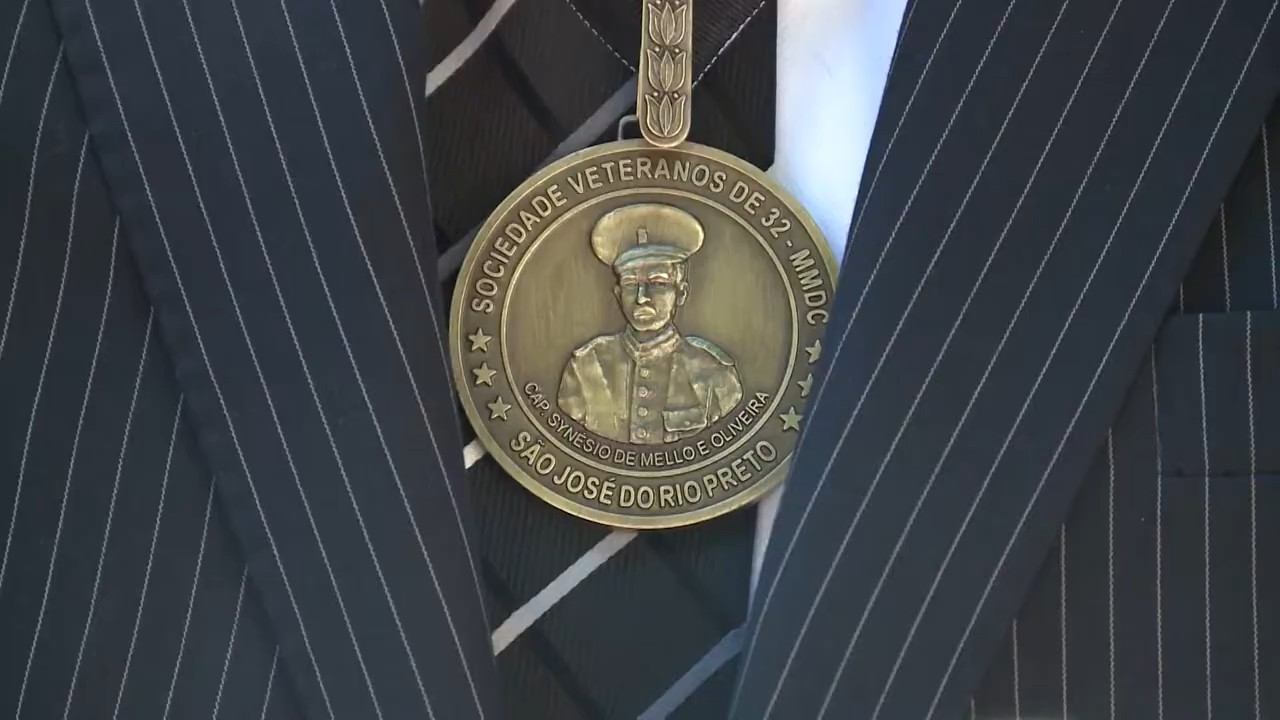 SOCIEDADE VETERANOS DE 32 - MMDC
CAP. SYNÉSIO DE MELLO E OLIVEIRA
SÃO JOSÉ DO RIO PRETO